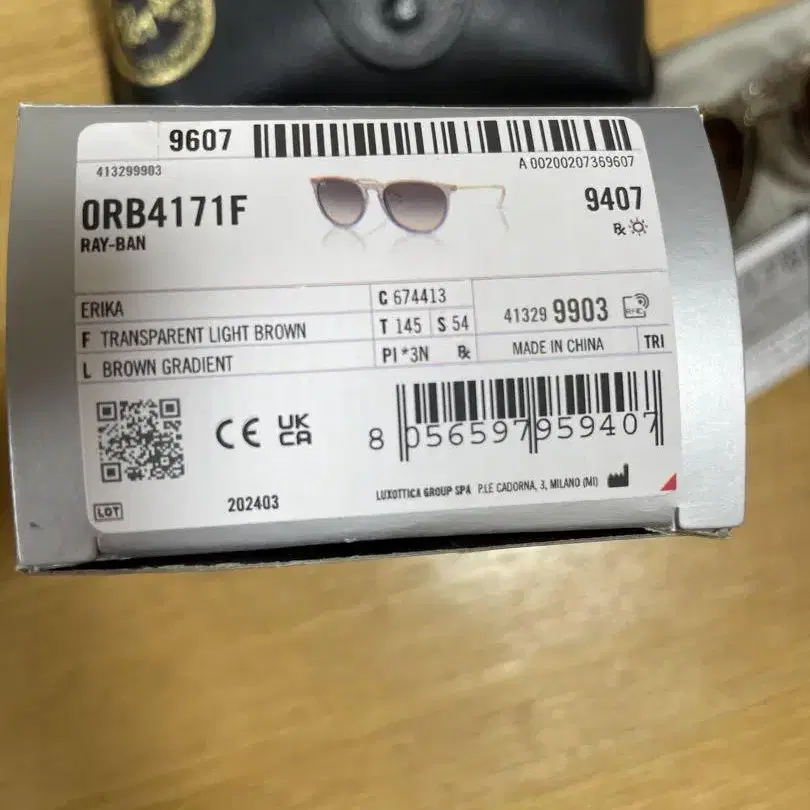 9607
413299903
A 00200207369607
0RB4171F
RAY-BAN
9407
ERIKA
C 674413
F TRANSPARENT LIGHT BROWN
T 145
S 54
41329 9903
L BROWN GRADIENT
PI *3N
MADE IN CHINA
TRI
CE
UK
CA
8 056597 959407
LOT
202403
LUXOTTICA GROUP SPA P.LE CADORNA, 3, MILANO (MI)